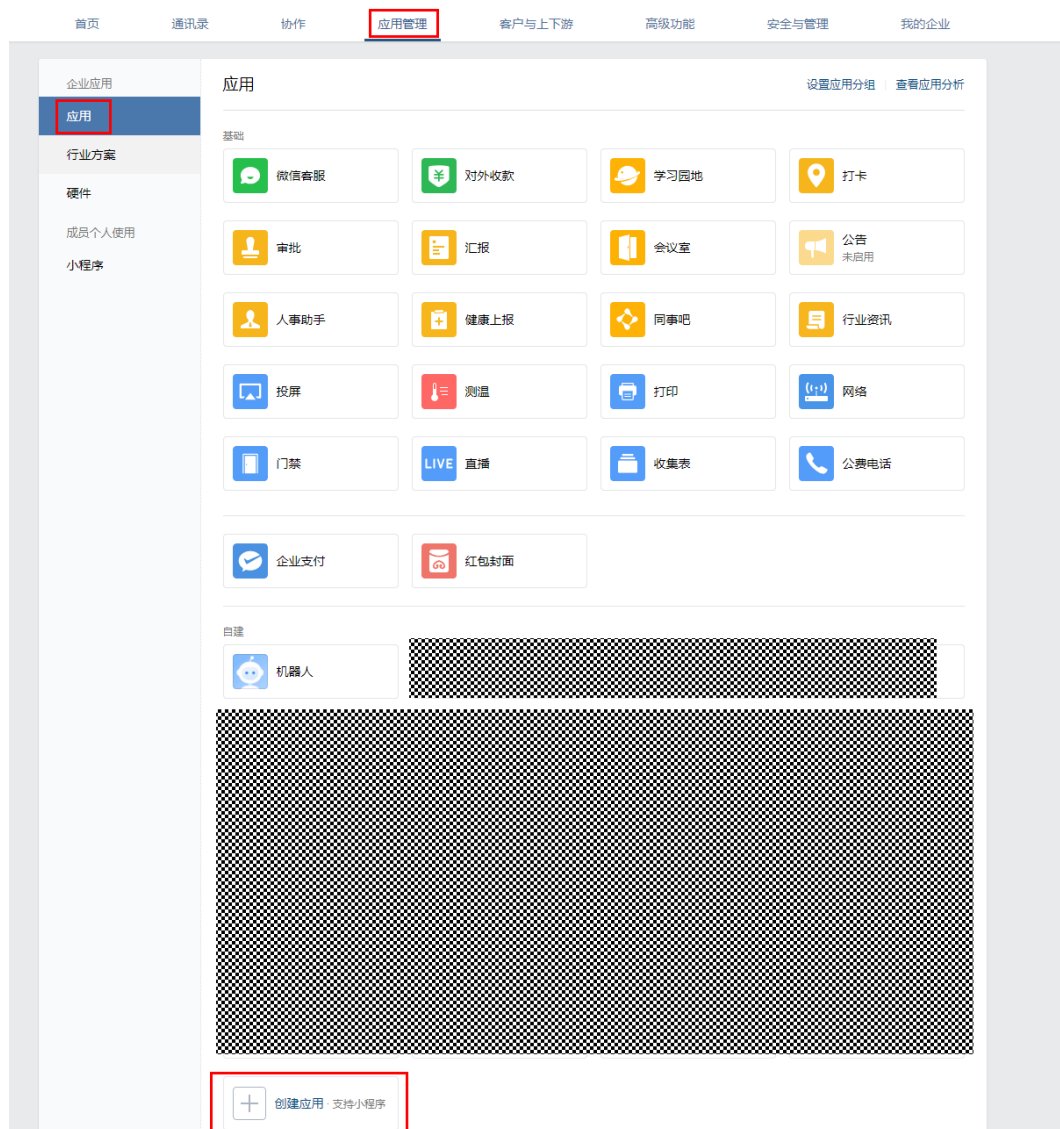 首页 通讯录 协作 应用管理 客户与上下游 高级功能 安全与管理 我的企业
企业应用
应用
行业方案
硬件
成员个人使用
小程序
应用 设置应用分组 查看应用分析
基础
微信客服 对外收款 学习园地 打卡
审批 汇报 会议室 公告
未启用
人事助手 健康上报 同事吧 行业资讯
投屏 测温 打印 网络
门禁 LIVE 直播 收集表 公费电话
企业支付 红包封面
自建
机器人
创建应用 · 支持小程序